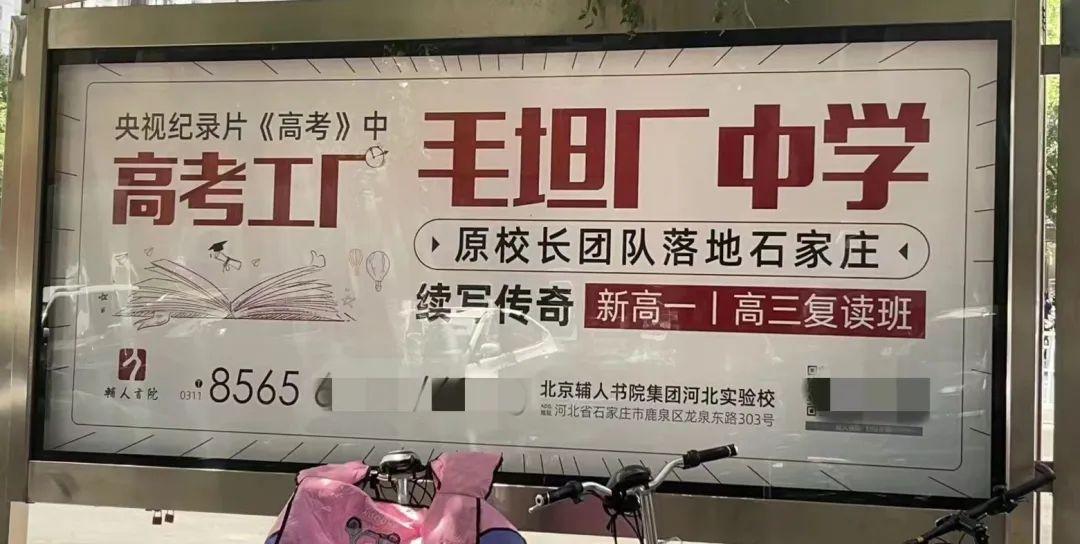 央视纪录片《高考》中
高考工厂
毛坦厂中学
原校长团队落地石家庄
续写传奇 新高一 | 高三复读班
辅人书院
0311 8565
北京辅人书院集团河北实验校
ADD 地址 河北省石家庄市鹿泉区龙泉东路303号